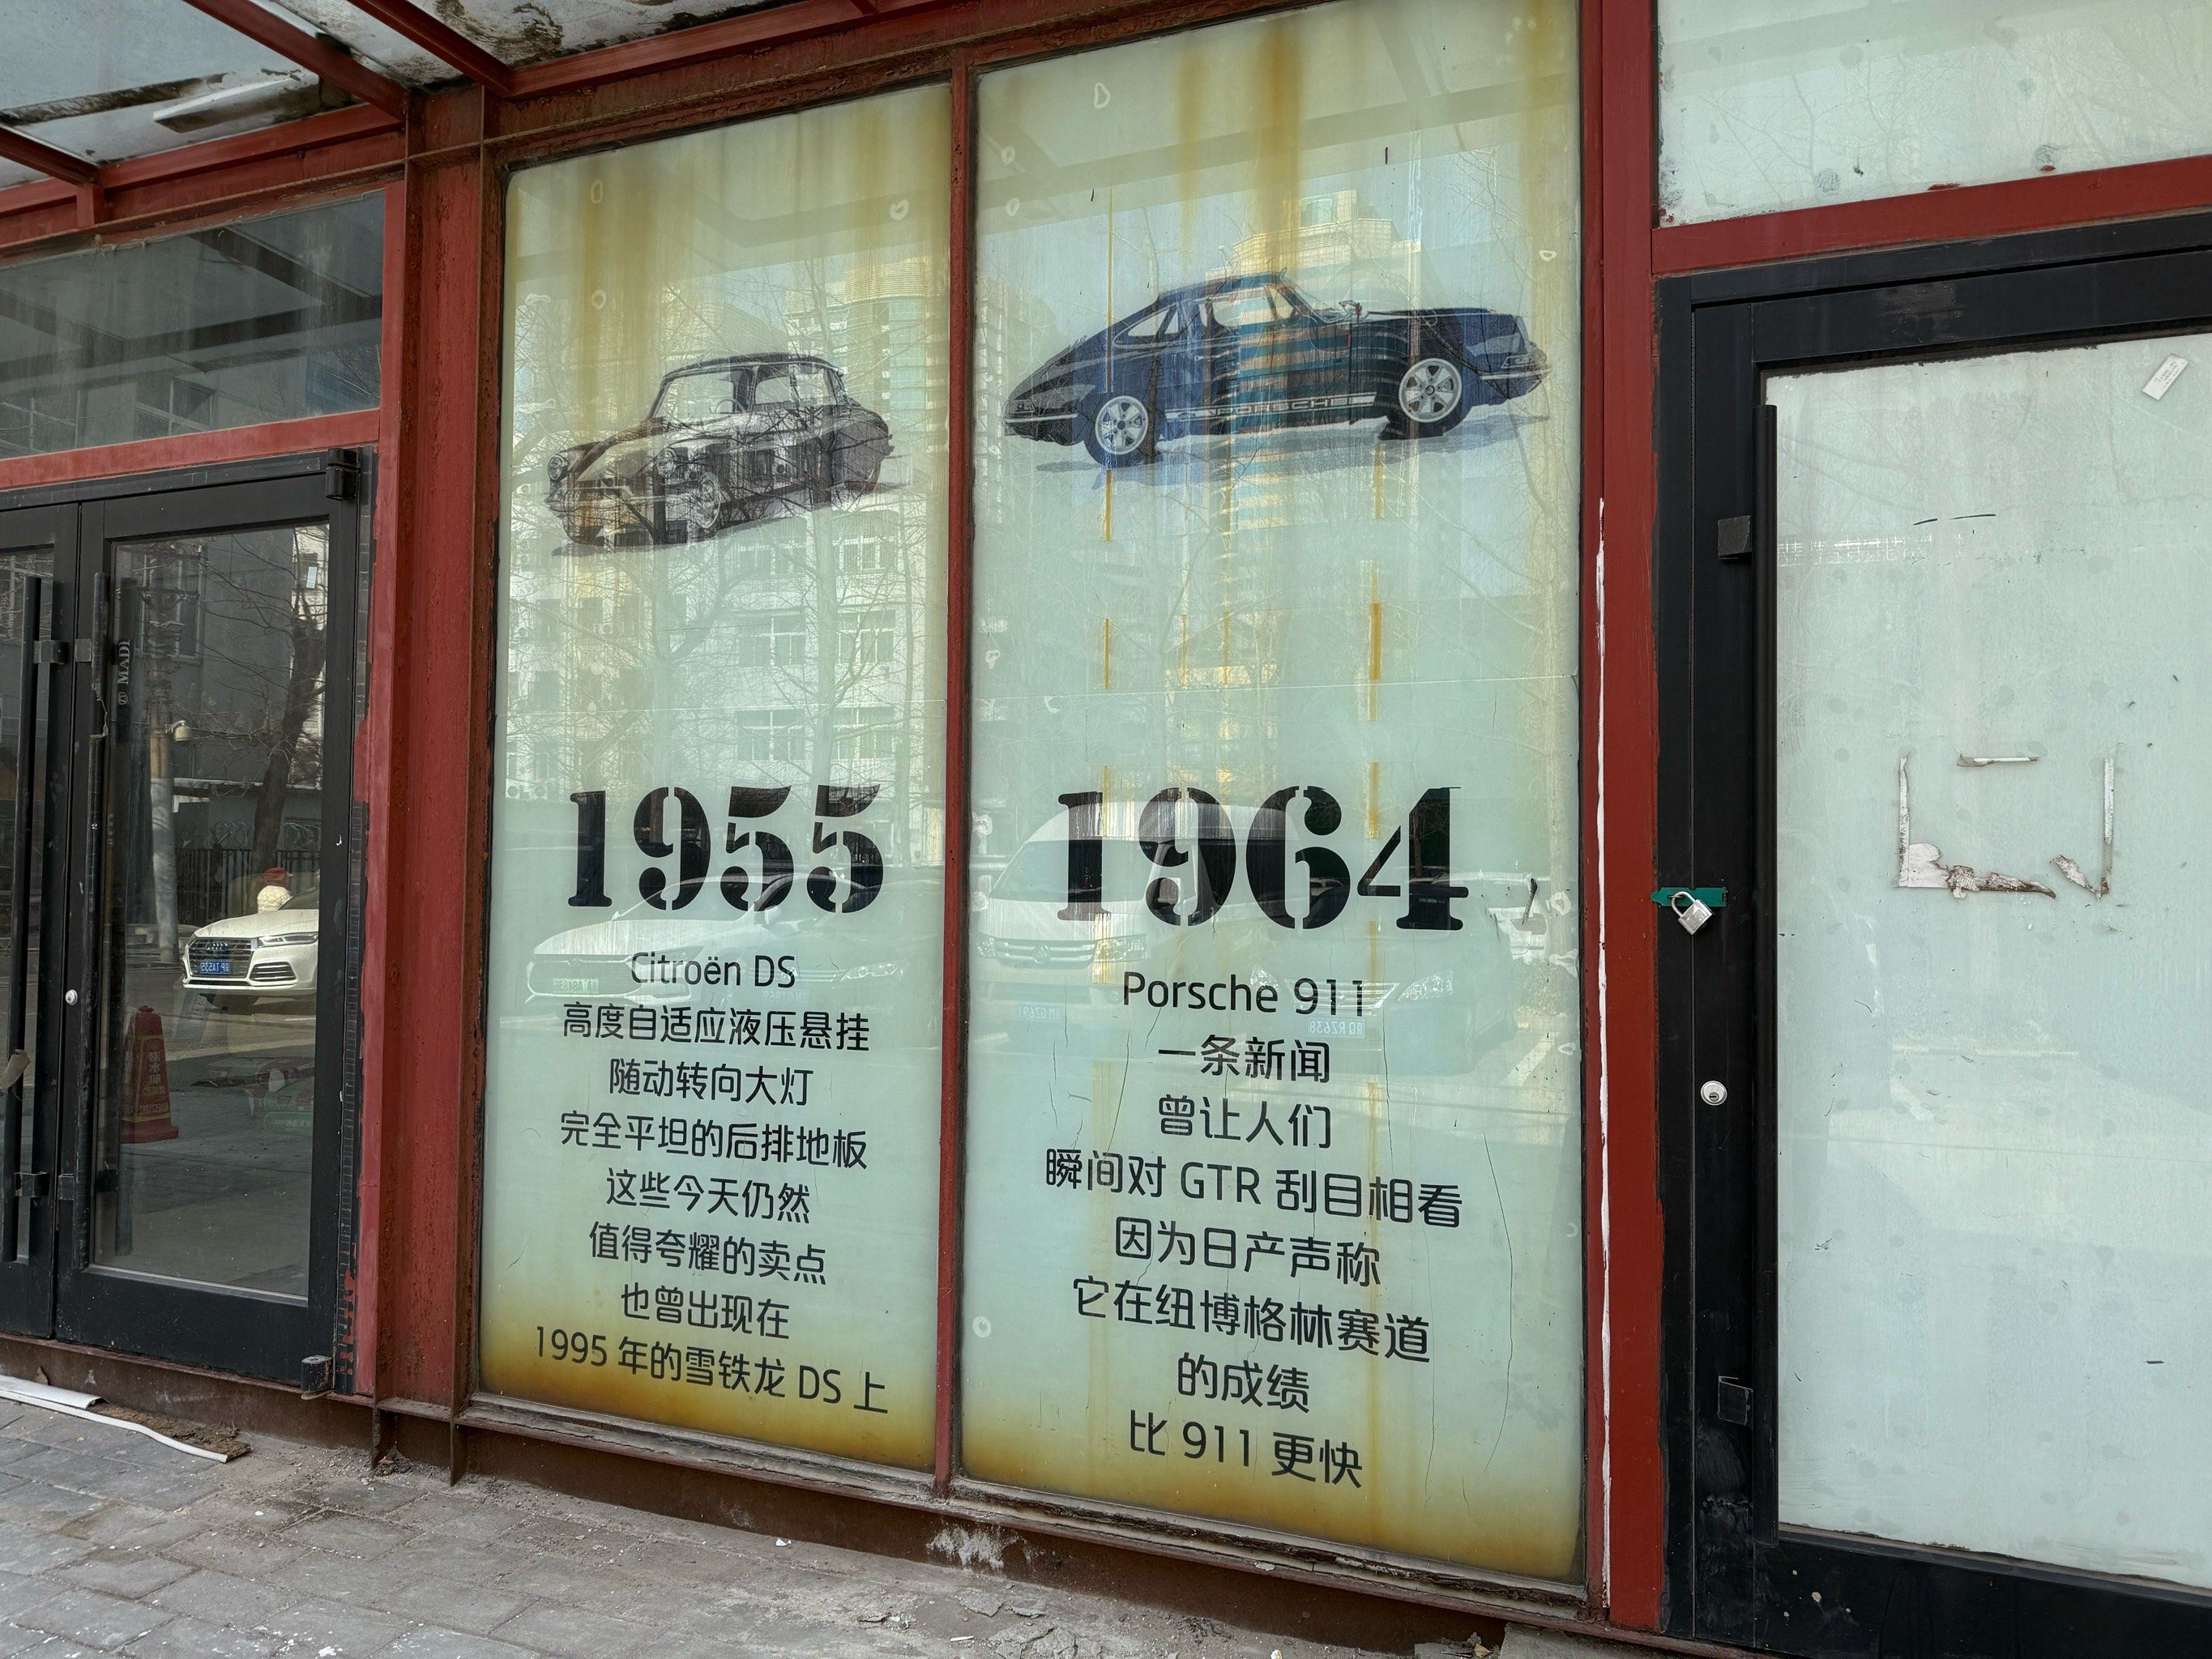 1955
Citroën DS
高度自适应液压悬挂
随动转向大灯
完全平坦的后排地板
这些今天仍然
值得夸耀的卖点
也曾出现在
1995 年的雪铁龙 DS 上
PORSCHE
1964
Porsche 911
一条新闻
曾让人们
瞬间对 GTR 刮目相看
因为日产声称
它在纽博格林赛道
的成绩
比 911 更快